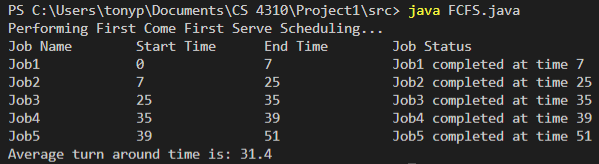 PS C:\Users\tonyp\Documents\CS 4310\Project1\src> java FCFS.java
Performing First Come First Serve Scheduling...
Job Name Start Time End Time Job Status
Job1 0 7 Job1 completed at time 7
Job2 7 25 Job2 completed at time 25
Job3 25 35 Job3 completed at time 35
Job4 35 39 Job4 completed at time 39
Job5 39 51 Job5 completed at time 51
Average turn around time is: 31.4